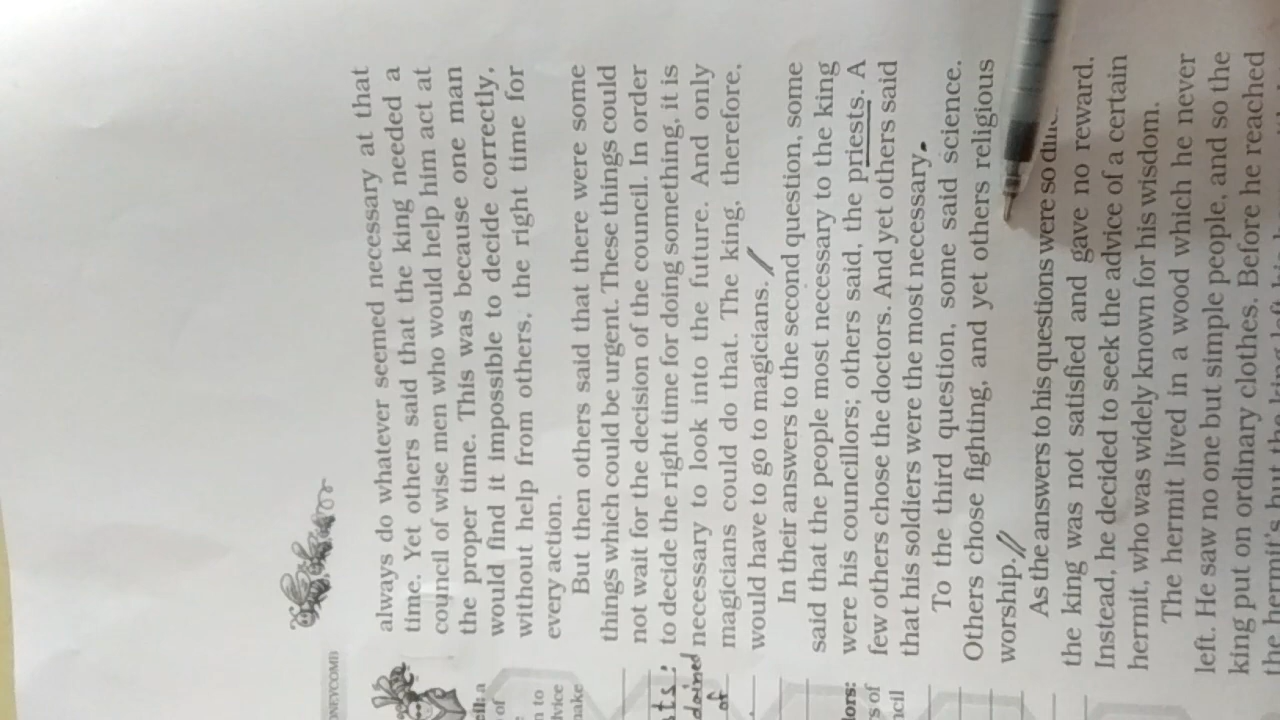 ONEYCOMB
always do whatever seemed necessary at that
time. Yet others said that the king needed a
council of wise men who would help him act at
the proper time. This was because one man
would find it impossible to decide correctly,
without help from others, the right time for
every action.
But then others said that there were some
things which could be urgent. These things could
not wait for the decision of the council. In order
to decide the right time for doing something, it is
necessary to look into the future. And only
magicians could do that. The king, therefore,
would have to go to magicians.
In their answers to the second question, some
said that the people most necessary to the king
were his councillors; others said, the priests. A
few others chose the doctors. And yet others said
that his soldiers were the most necessary.
To the third question, some said science.
Others chose fighting, and yet others religious
worship.
As the answers to his questions were so
the king was not satisfied and gave no reward.
Instead, he decided to seek the advice of a certain
hermit, who was widely known for his wisdom.
The hermit lived in a wood which he never
left. He saw no one but simple people, and so the
king put on ordinary clothes. Before he reached
the hermit's hut the king left his
cil: a
of
n to
dvice
make
of
lors:
s of
ncil